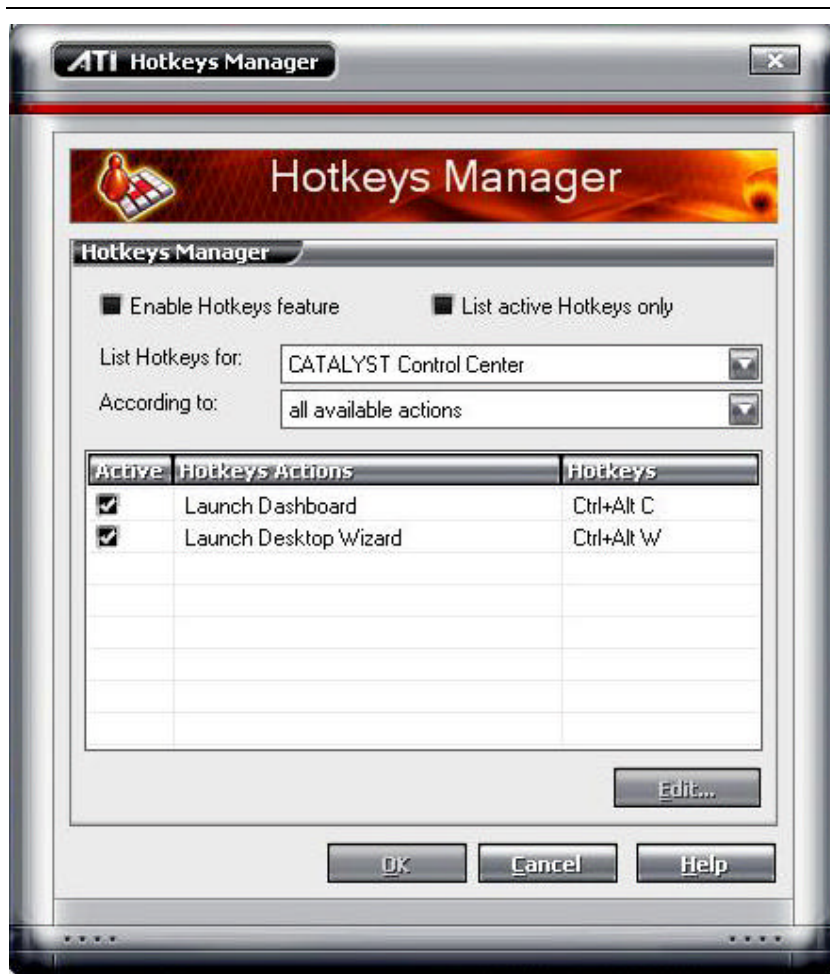 ATI Hotkeys Manager
Hotkeys Manager
Hotkeys Manager
Enable Hotkeys feature List active Hotkeys only
List Hotkeys for: CATALYST Control Center
According to: all available actions
Active Hotkeys Actions Hotkeys
Launch Dashboard Ctrl+Alt C
Launch Desktop Wizard Ctrl+Alt W
Edit...
OK Cancel Help